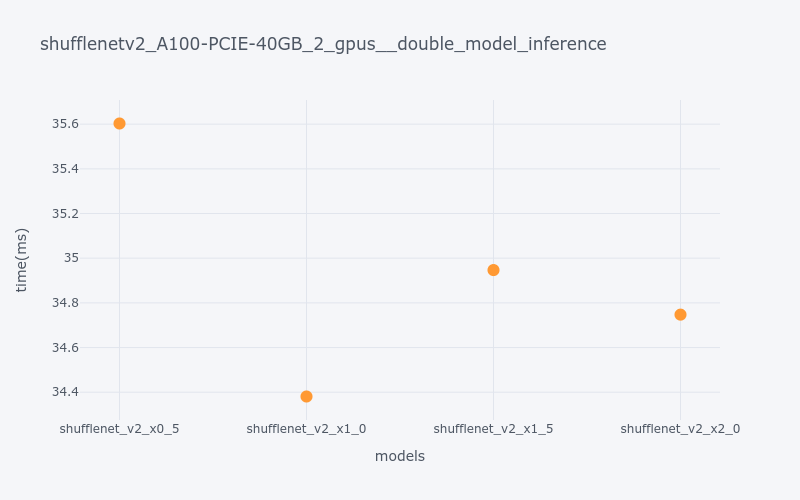 shufflenetv2_A100-PCIE-40GB_2_gpus__double_model_inference
time(ms)
35.6
35.4
35.2
35
34.8
34.6
34.4
shufflenet_v2_x0_5 shufflenet_v2_x1_0 shufflenet_v2_x1_5 shufflenet_v2_x2_0
models